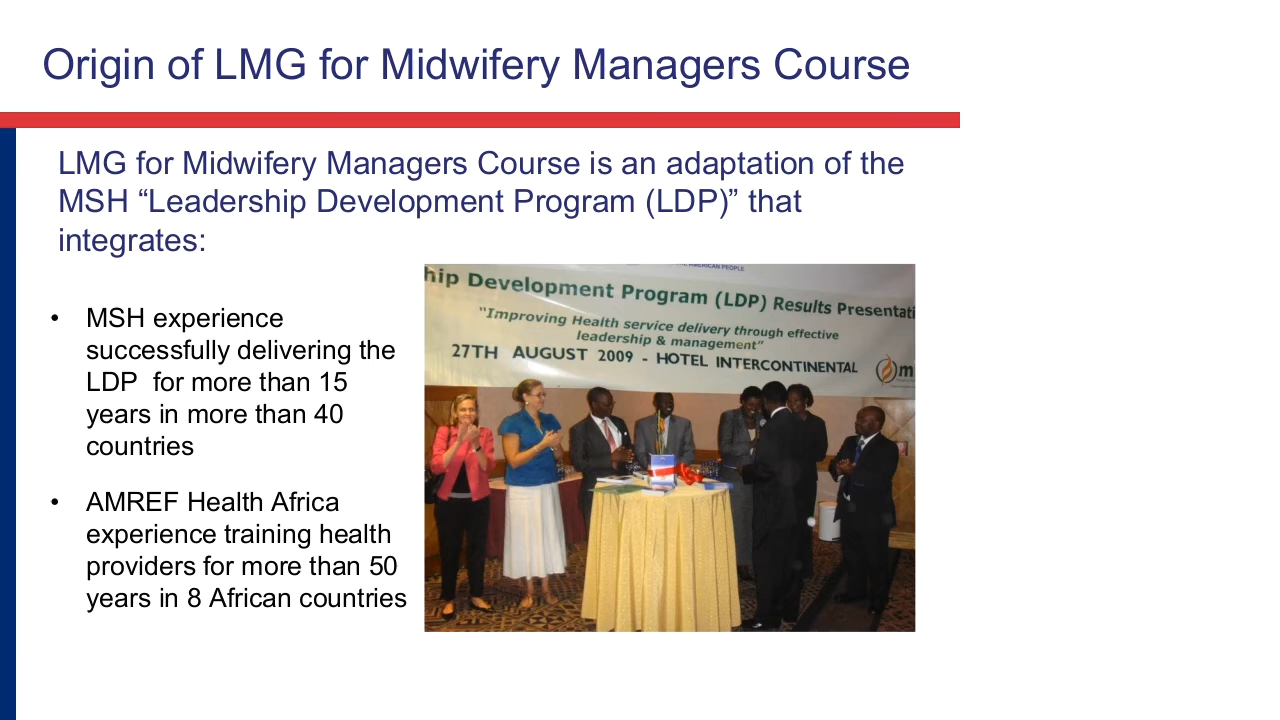 Origin of LMG for Midwifery Managers Course
LMG for Midwifery Managers Course is an adaptation of the
MSH “Leadership Development Program (LDP)” that
integrates:
• MSH experience
successfully delivering the
LDP  for more than 15
years in more than 40
countries
• AMREF Health Africa
experience training health
providers for more than 50
years in 8 African countries
AMERICAN PEOPLE
hip Development Program (LDP) Results Presentati
“Improving Health service delivery through effective
leadership & management”
27TH AUGUST 2009 - HOTEL INTERCONTINENTAL